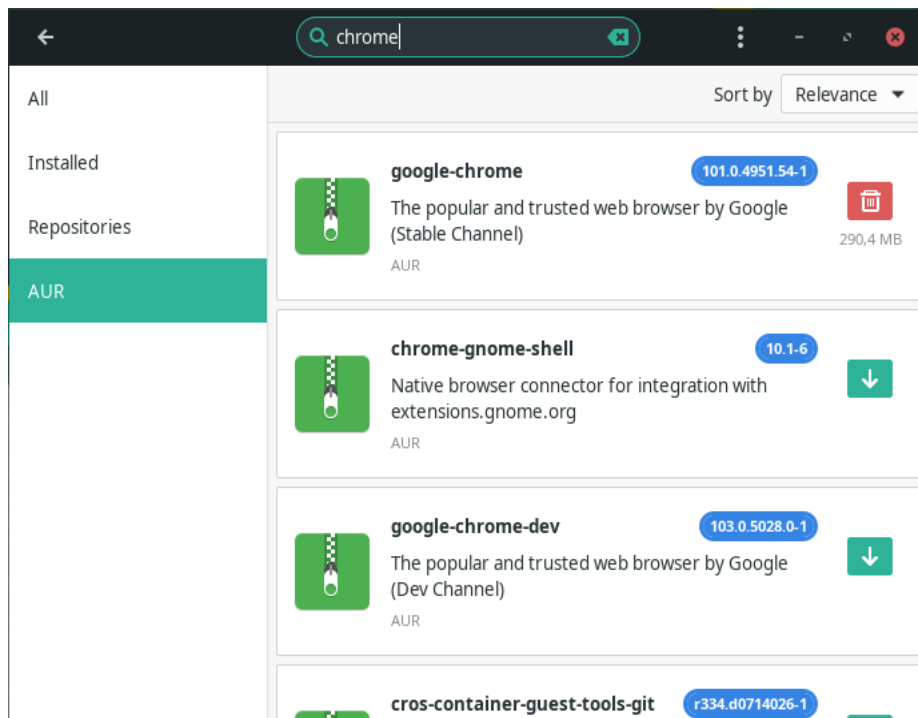 chrome
All
Installed
Repositories
AUR
Sort by Relevance
google-chrome 101.0.4951.54-1
The popular and trusted web browser by Google
(Stable Channel)
AUR
290,4 MB
chrome-gnome-shell 10.1-6
Native browser connector for integration with
extensions.gnome.org
AUR
google-chrome-dev 103.0.5028.0-1
The popular and trusted web browser by Google
(Dev Channel)
AUR
cros-container-guest-tools-git r334.d0714026-1